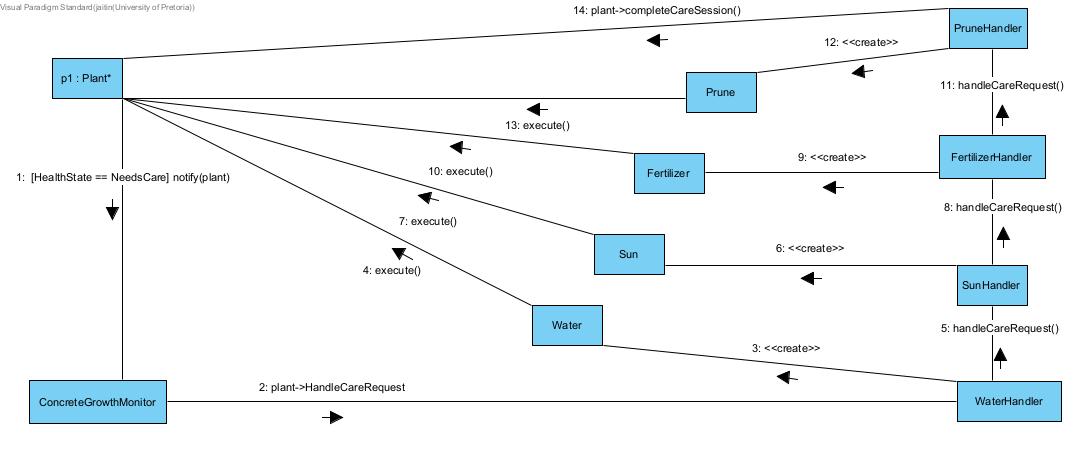 Visual Paradigm Standard(jaitin(University of Pretoria))
14: plant->completeCareSession()
PruneHandler
12: <<create>>
p1 : Plant*
Prune
11: handleCareRequest()
13: execute()
9: <<create>>
FertilizerHandler
10: execute()
Fertilizer
1:  [HealthState == NeedsCare] notify(plant)
8: handleCareRequest()
7: execute()
6: <<create>>
Sun
4: execute()
SunHandler
Water
5: handleCareRequest()
3: <<create>>
2: plant->HandleCareRequest
ConcreteGrowthMonitor
WaterHandler